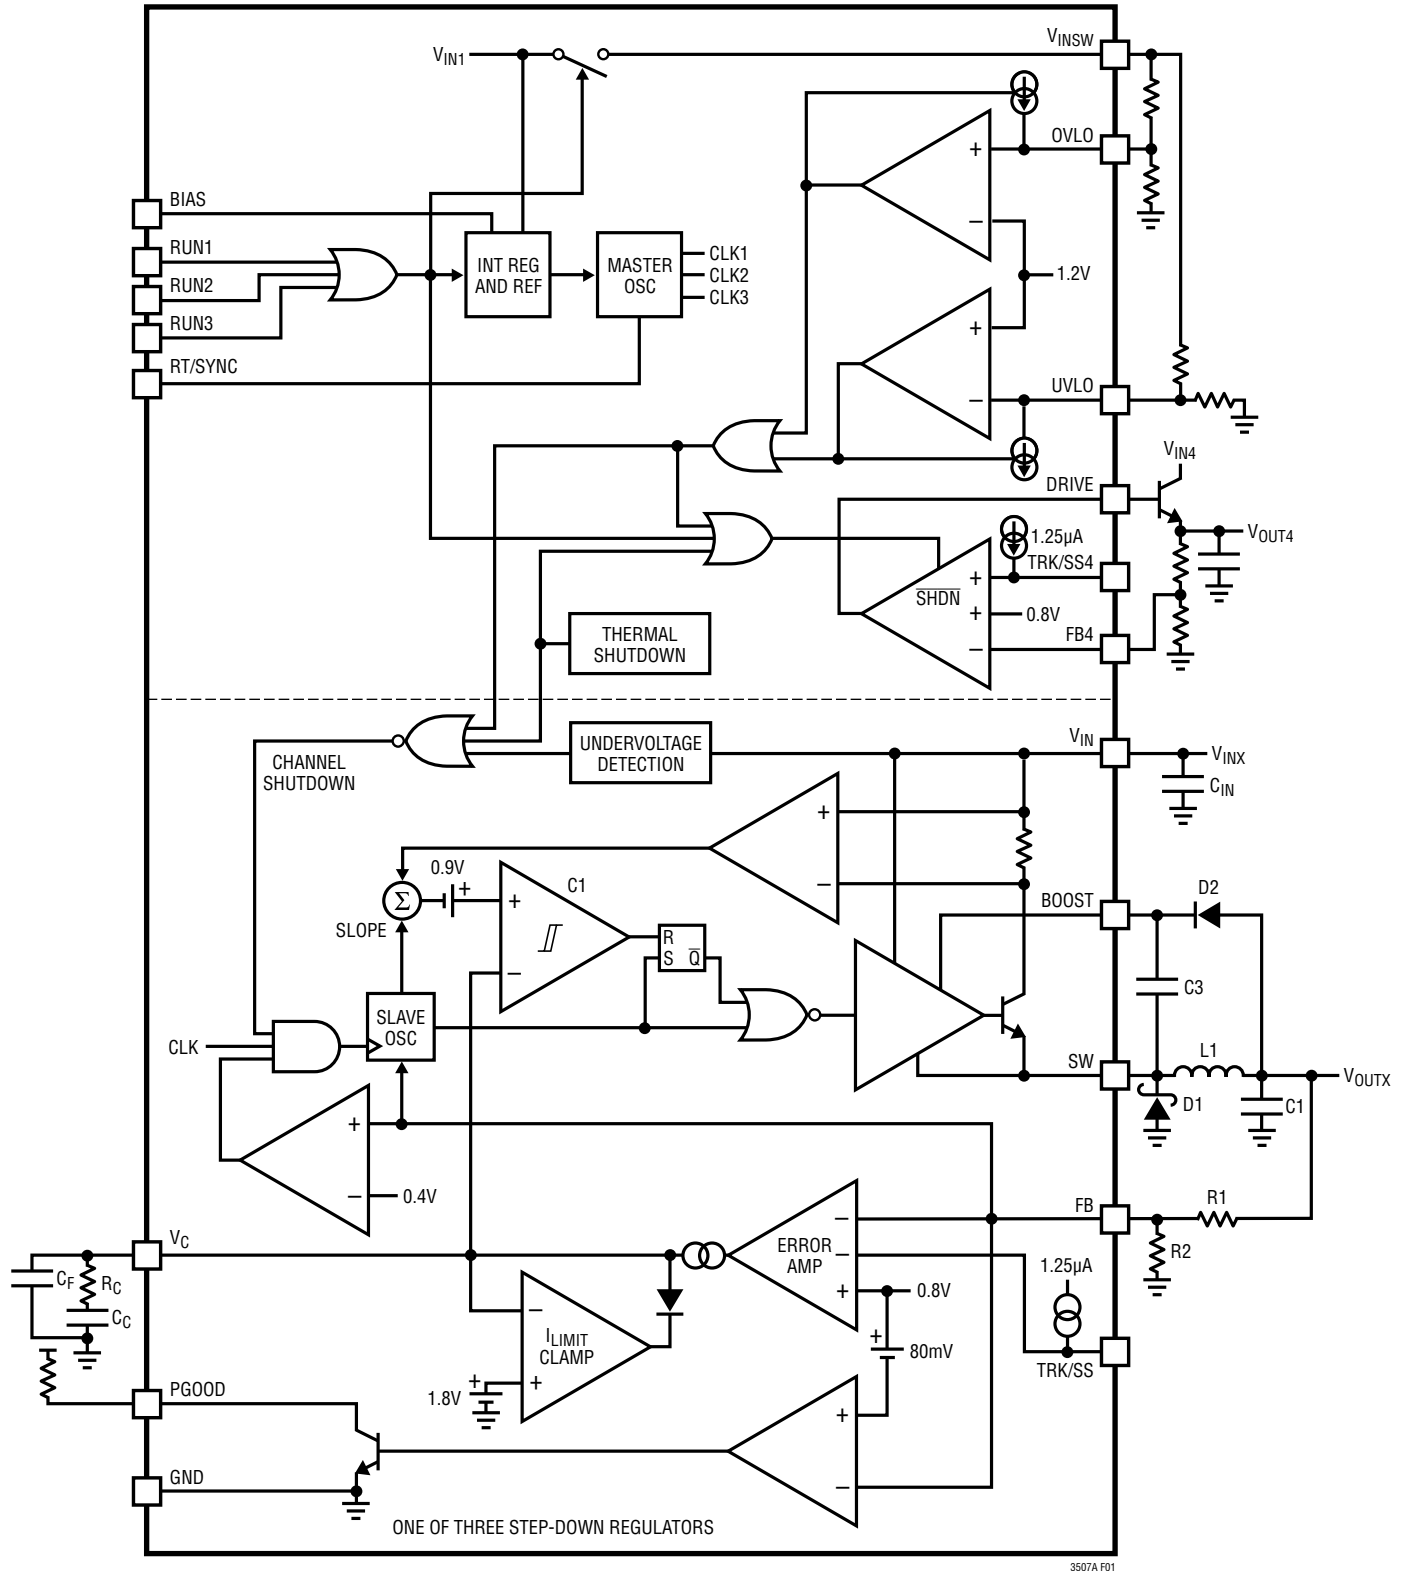 VIN1
VINSW
OVLO
+
–
1.2V
+
–
UVLO
BIAS
RUN1
RUN2
RUN3
RT/SYNC
INT REG
AND REF
MASTER
OSC
CLK1
CLK2
CLK3
VIN4
DRIVE
1.25µA
TRK/SS4
VOUT4
+
SHDN
+
0.8V
–
FB4
THERMAL
SHUTDOWN
CHANNEL
SHUTDOWN
UNDERVOLTAGE
DETECTION
VIN
VINX
CIN
+
–
0.9V
+
Σ
SLOPE
C1
+
–
R
S Q
BOOST
D2
C3
CLK
SLAVE
OSC
SW
L1
VOUTX
D1
C1
+
–
0.4V
VC
CF
RC
CC
ERROR
AMP
–
–
+
0.8V
+
80mV
FB
R1
R2
1.25µA
TRK/SS
–
ILIMIT
CLAMP
+
1.8V
+
PGOOD
+
–
GND
ONE OF THREE STEP-DOWN REGULATORS
3507A F01